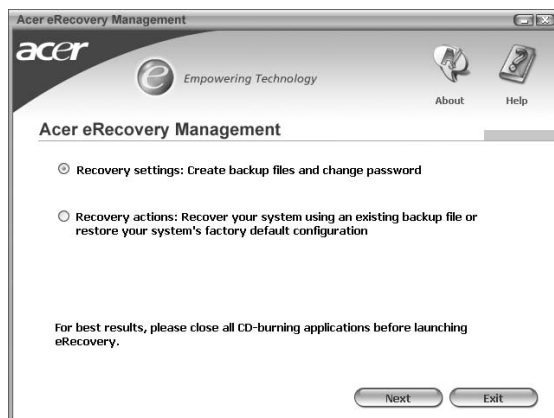 Acer eRecovery Management
acer
e
Empowering Technology
About
Help
Acer eRecovery Management
Recovery settings: Create backup files and change password
Recovery actions: Recover your system using an existing backup file or
restore your system's factory default configuration
For best results, please close all CD-burning applications before launching
eRecovery.
Next
Exit